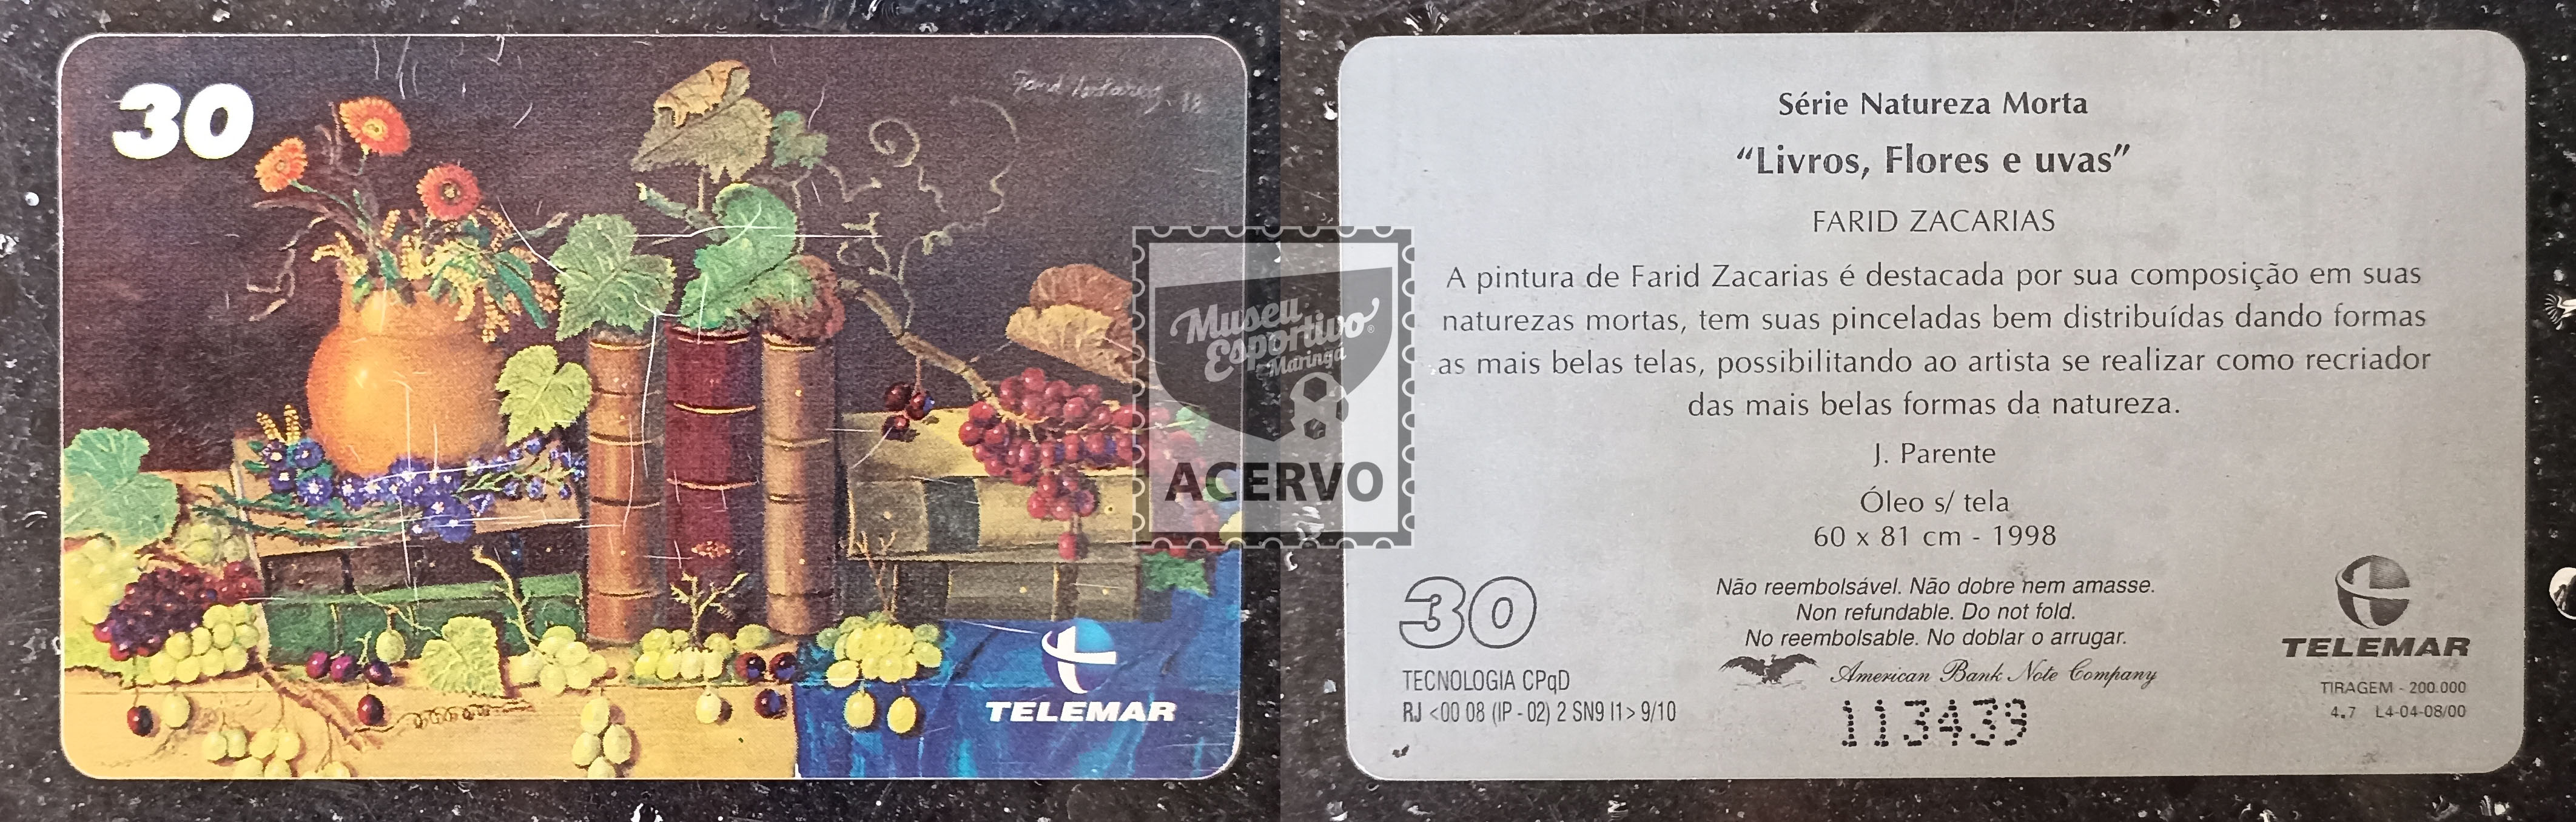 30
TELEMAR
Museu
Esportivo
Maringá
ACERVO
Série Natureza Morta
“Livros, Flores e uvas”
FARID ZACARIAS
A pintura de Farid Zacarias é destacada por sua composição em suas
naturezas mortas, tem suas pinceladas bem distribuídas dando formas
as mais belas telas, possibilitando ao artista se realizar como recriador
das mais belas formas da natureza.
J. Parente
Óleo s/ tela
60 x 81 cm - 1998
Não reembolsável. Não dobre nem amasse.
Non refundable. Do not fold.
No reembolsable. No doblar o arrugar.
American Bank Note Company
30
TECNOLOGIA CPqD
RJ <00 08 (IP - 02) 2 SN9 I1> 9/10
113439
TELEMAR
TIRAGEM - 200.000
4.7 L4-04-08/00